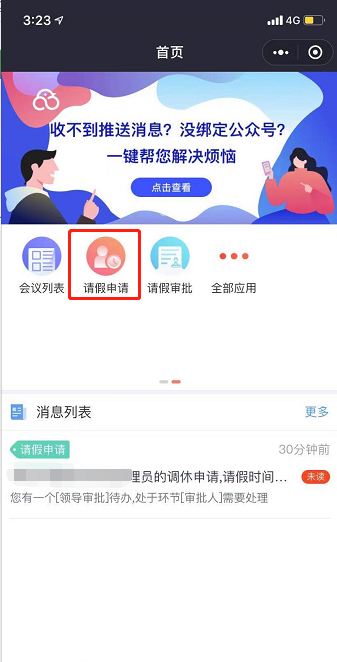 3:23
4G
首页
收不到推送消息？没绑定公众号？
一键帮您解决烦恼
点击查看
会议列表
请假申请
请假审批
全部应用
消息列表
更多
请假申请
30分钟前
理员的调休申请,请假时间...
未读
您有一个[领导审批]待办,处于环节[审批人]需要处理